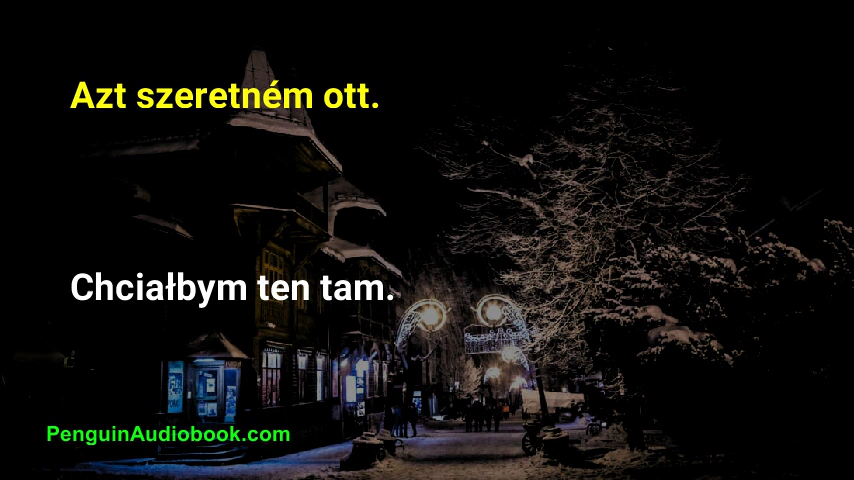 Azt szeretném ott.
Chciałbym ten tam.
PenguinAudiobook.com